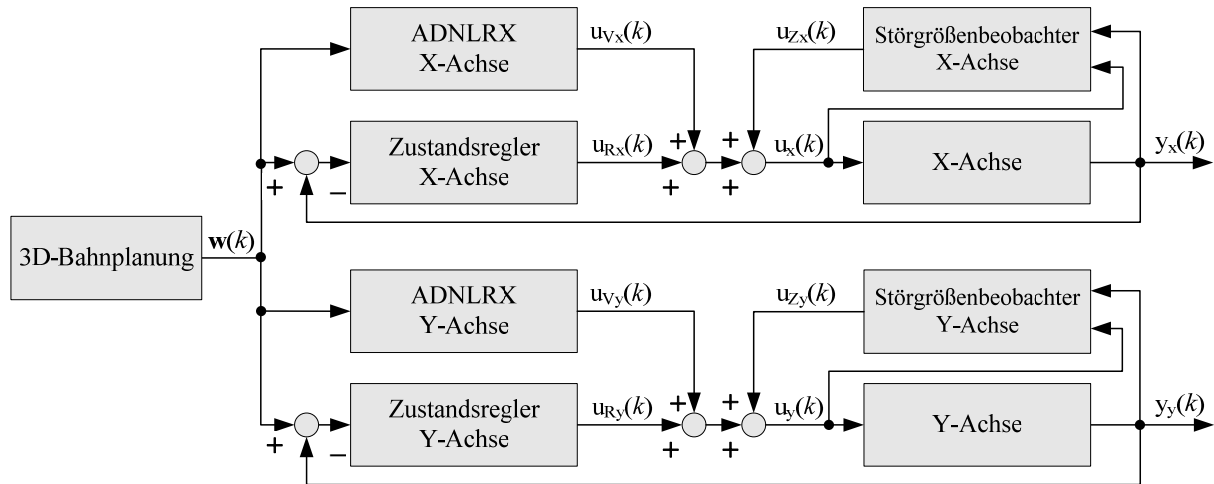 ADNLRX
X-Achse
u_Vx(k)
u_Zx(k)
Störgrößenbeobachter
X-Achse
+
+
Zustandsregler
X-Achse
u_Rx(k)
u_x(k)
X-Achse
y_x(k)
+
−
+
+
3D-Bahnplanung
w(k)
ADNLRX
Y-Achse
u_Vy(k)
u_Zy(k)
Störgrößenbeobachter
Y-Achse
+
+
Zustandsregler
Y-Achse
u_Ry(k)
u_y(k)
Y-Achse
y_y(k)
+
−
+
+